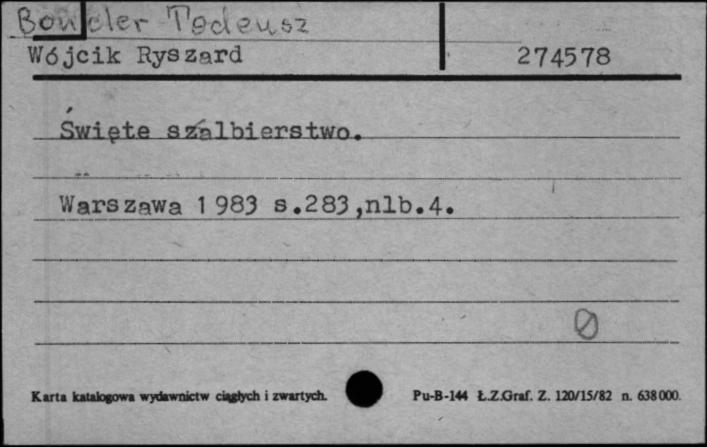 Tadeusz
Wójcik Ryszard 274578
Święte szalbierstwo.
Warszawa 1983 s.283,nlb.4.
0
Karta katalogowa wydawnictw ciągłych i zwartych. Pu-B-144 Ł.Z.Graf. Z. 120/15/82 n. 638000.